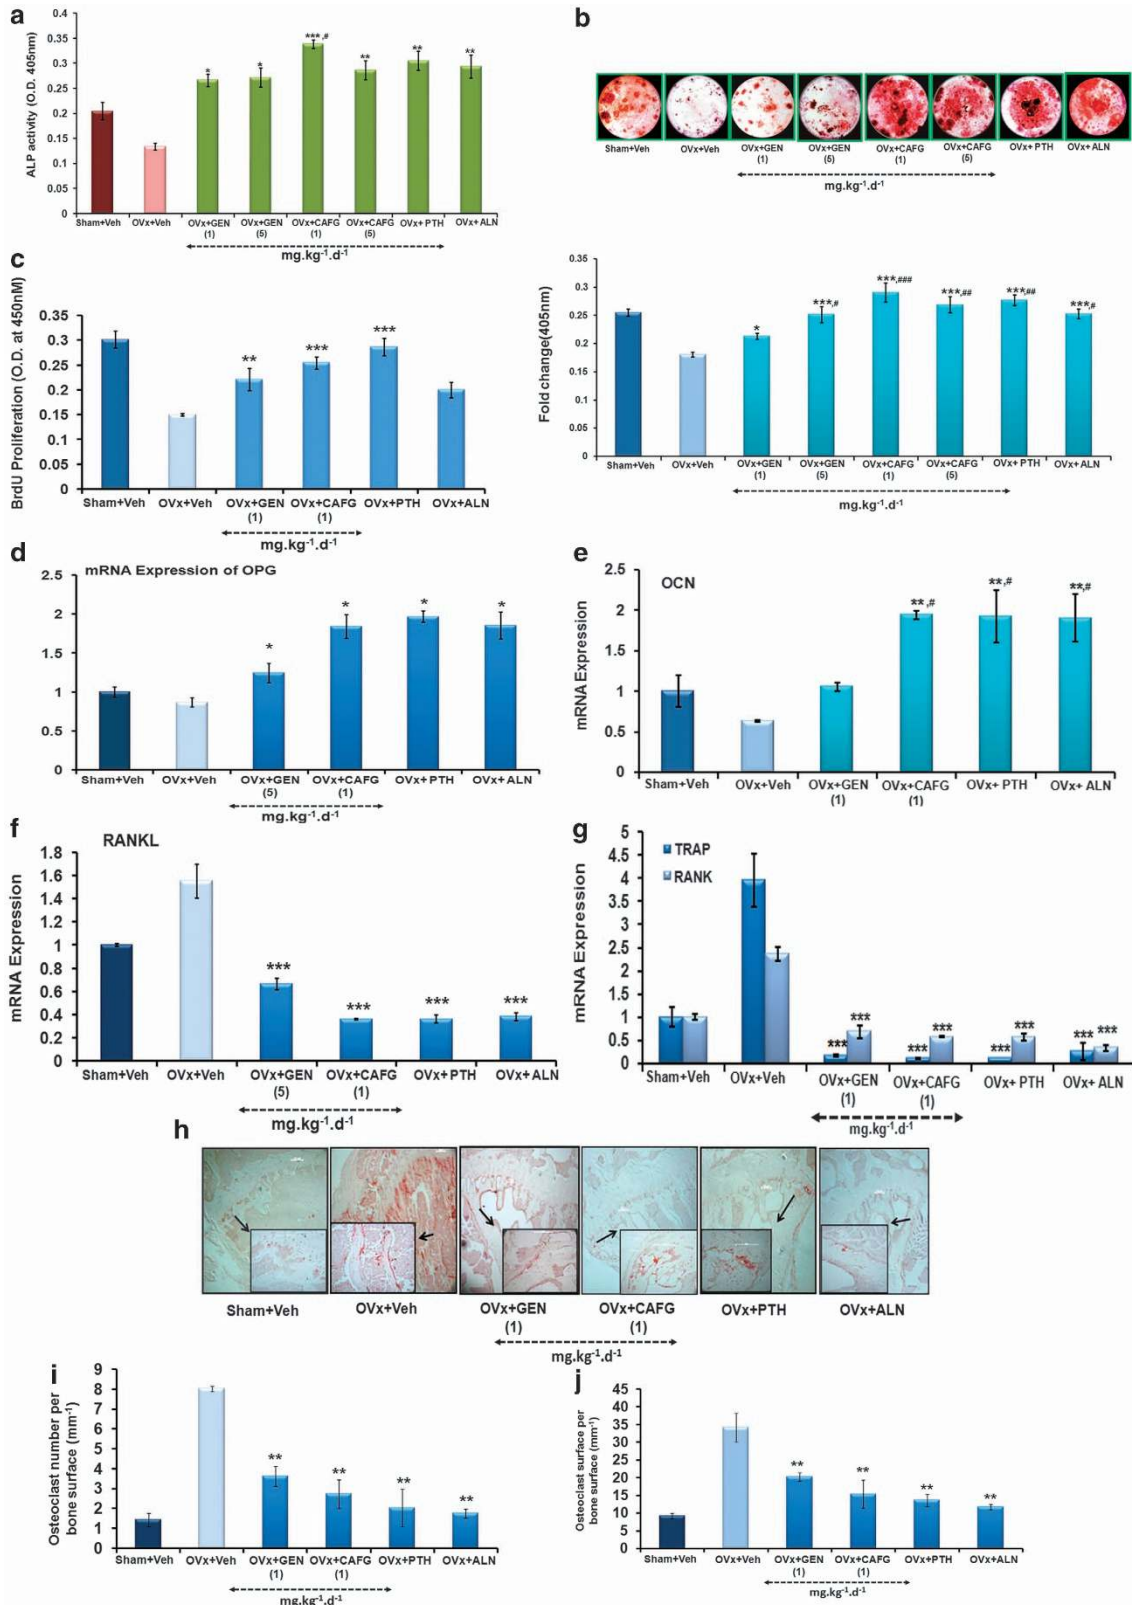 a
ALP activity (O.D. 405nm)
0.4
0.35
0.3
0.25
0.2
0.15
0.1
0.05
0
*
*
***,#
**
**
**
Sham+Veh OVx+Veh OVx+GEN OVx+GEN OVx+CAFG OVx+CAFG OVx+ PTH OVx+ ALN
(1) (5) (1) (5)
mg.kg-1.d-1
b
Sham+Veh OVx+Veh OVx+GEN OVx+GEN OVx+CAFG OVx+CAFG OVx+ PTH OVx+ ALN
(1) (5) (1) (5)
mg.kg-1.d-1
Fold change(405nm)
0.35
0.3
0.25
0.2
0.15
0.1
0.05
0
*
***,#
***,###
***,##
***,##
***,#
Sham+Veh OVx+Veh OVx+GEN OVx+GEN OVx+CAFG OVx+CAFG OVx+ PTH OVx+ ALN
(1) (5) (1) (5)
mg.kg-1.d-1
c
BrdU Proliferation (O.D. at 450nM)
0.35
0.3
0.25
0.2
0.15
0.1
0.05
0
**
***
***
Sham+Veh OVx+Veh OVx+GEN OVx+CAFG OVx+PTH OVx+ALN
(1) (1)
mg.kg-1.d-1
d
mRNA Expression of OPG
2.5
2
1.5
1
0.5
0
*
*
*
*
Sham+Veh OVx+Veh OVx+GEN OVx+CAFG OVx+ PTH OVx+ ALN
(5) (1)
mg.kg-1.d-1
e
OCN
mRNA Expression
2.5
2
1.5
1
0.5
0
**,#
**,#
**,#
Sham+Veh OVx+Veh OVx+GEN OVx+CAFG OVx+ PTH OVx+ ALN
(1) (1)
f
RANKL
mRNA Expression
1.8
1.6
1.4
1.2
1
0.8
0.6
0.4
0.2
0
***
***
***
***
Sham+Veh OVx+Veh OVx+GEN OVx+CAFG OVx+ PTH OVx+ ALN
(5) (1)
mg.kg-1.d-1
g
TRAP
RANK
mRNA Expression
5
4.5
4
3.5
3
2.5
2
1.5
1
0.5
0
*** ***
*** ***
*** ***
*** ***
Sham+Veh OVx+Veh OVx+GEN OVx+CAFG OVx+ PTH OVx+ ALN
(1) (1)
mg.kg-1.d-1
h
Sham+Veh OVx+Veh OVx+GEN OVx+CAFG OVx+PTH OVx+ALN
(1) (1)
mg.kg-1.d-1
i
Osteoclast number per
bone surface (mm-1)
9
8
7
6
5
4
3
2
1
0
**
**
**
**
Sham+Veh OVx+Veh OVx+GEN OVx+CAFG OVx+PTH OVx+ALN
(1) (1)
mg.kg-1.d-1
j
Osteoclast surface per
bone surface (mm-1)
45
40
35
30
25
20
15
10
5
0
**
**
**
**
Sham+Veh OVx+Veh OVx+GEN OVx+CAFG OVx+PTH OVx+ALN
(1) (1)
mg.kg-1.d-1